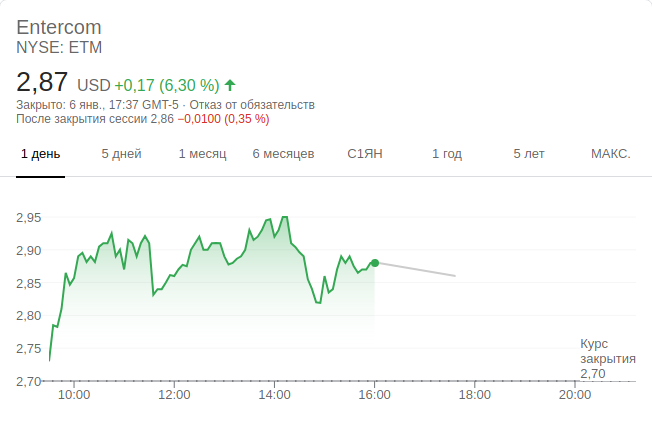 Entercom
NYSE: ETM
2,87 USD +0,17 (6,30 %)
Закрыто: 6 янв., 17:37 GMT-5 · Отказ от обязательств
После закрытия сессии 2,86 −0,0100 (0,35 %)
1 день 5 дней 1 месяц 6 месяцев С1ЯН 1 год 5 лет МАКС.
2,95
2,90
2,85
2,80
2,75
2,70
Курс
закрытия
2,70
10:00 12:00 14:00 16:00 18:00 20:00